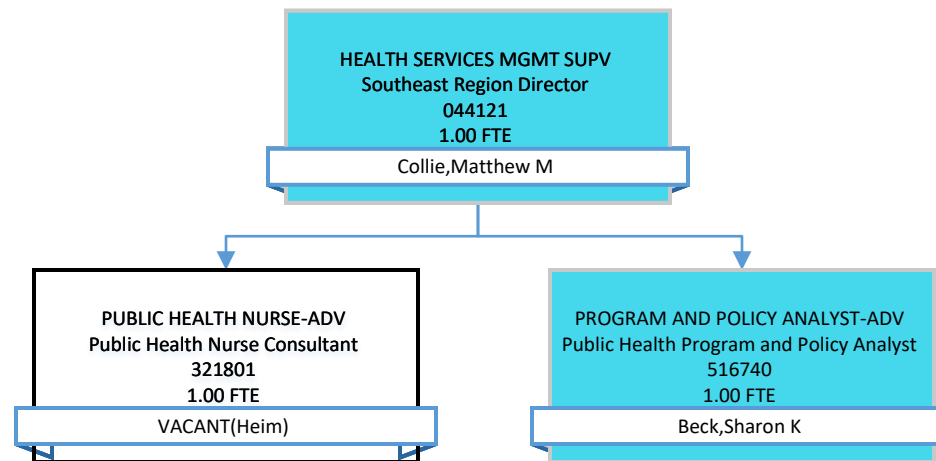 HEALTH SERVICES MGMT SUPV
Southeast Region Director
044121
1.00 FTE
Collie,Matthew M
PUBLIC HEALTH NURSE-ADV
Public Health Nurse Consultant
321801
1.00 FTE
VACANT(Heim)
PROGRAM AND POLICY ANALYST-ADV
Public Health Program and Policy Analyst
516740
1.00 FTE
Beck,Sharon K